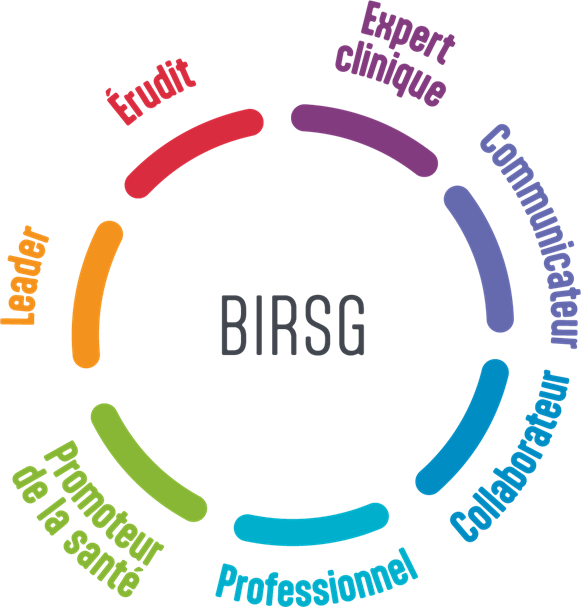 Expert
clinique
Communicateur
Collaborateur
Professionnel
Promoteur
de la santé
Leader
Érudit
BIRSG